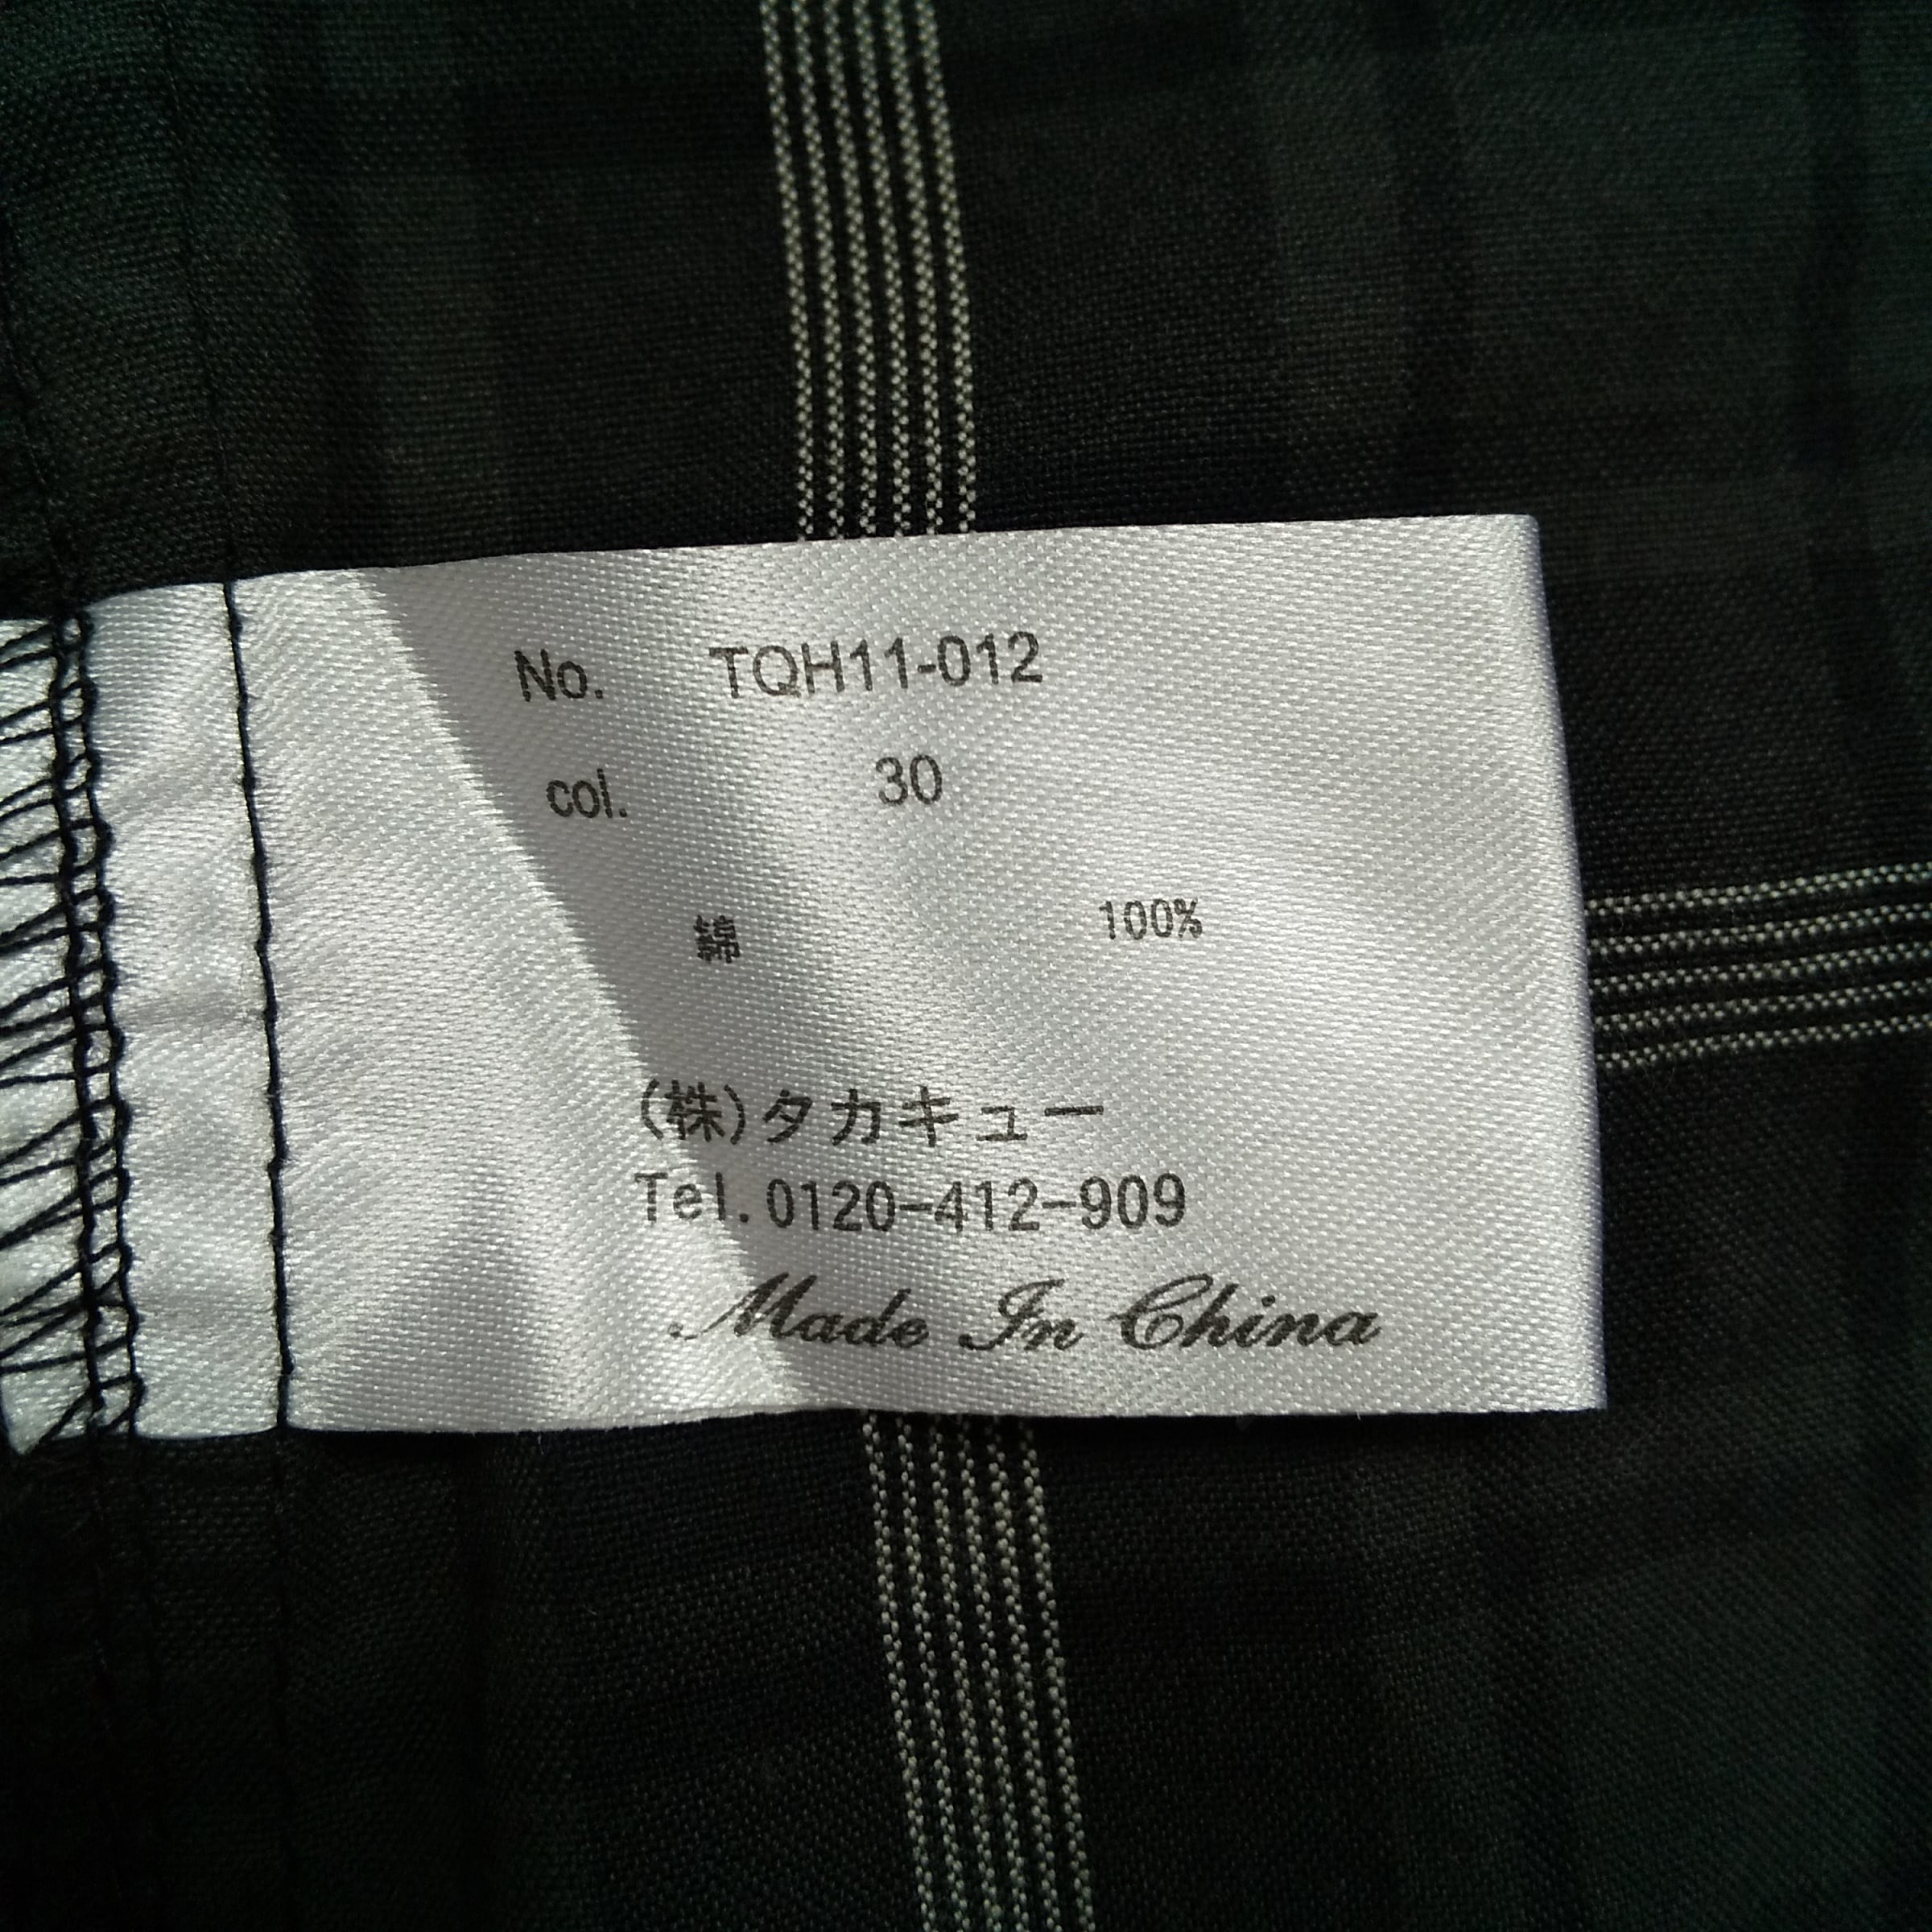 No. TQH11-012
col. 30
綿 100%
(株)タカキュー
Tel.0120-412-909
Made In China